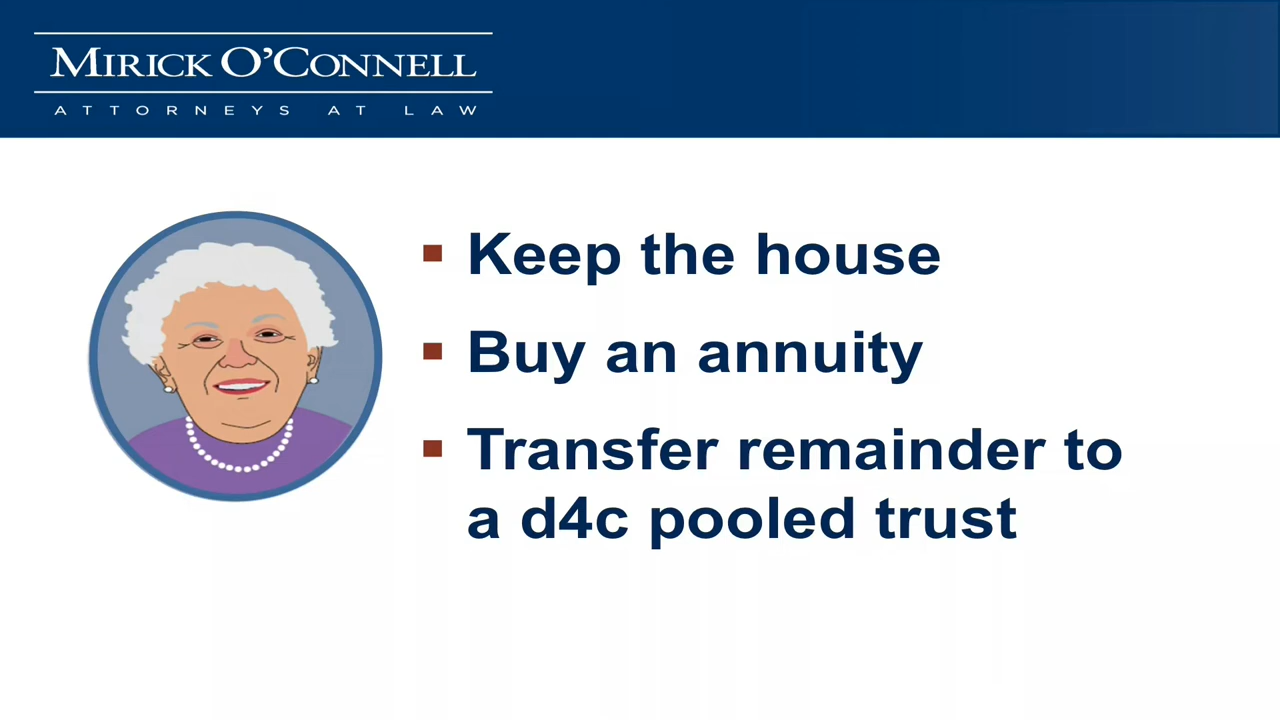 MIRICK O'CONNELL
ATTORNEYS AT LAW
▪ Keep the house
▪ Buy an annuity
▪ Transfer remainder to
a d4c pooled trust